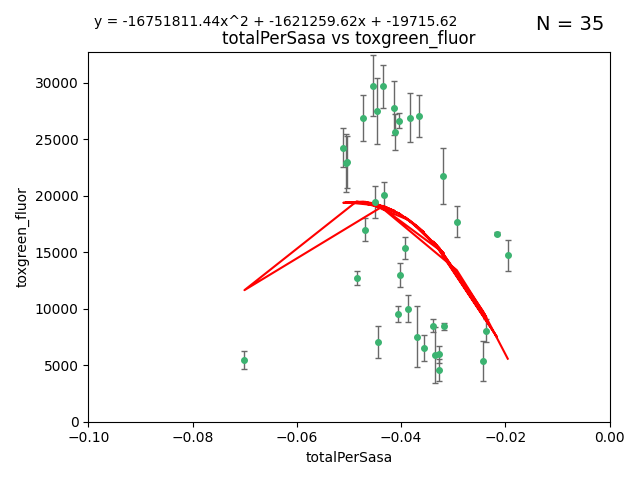 y = -16751811.44x^2 + -1621259.62x + -19715.62
N = 35
totalPerSasa vs toxgreen_fluor
30000
25000
20000
15000
10000
5000
0
toxgreen_fluor
−0.10
−0.08
−0.06
−0.04
−0.02
0.00
totalPerSasa